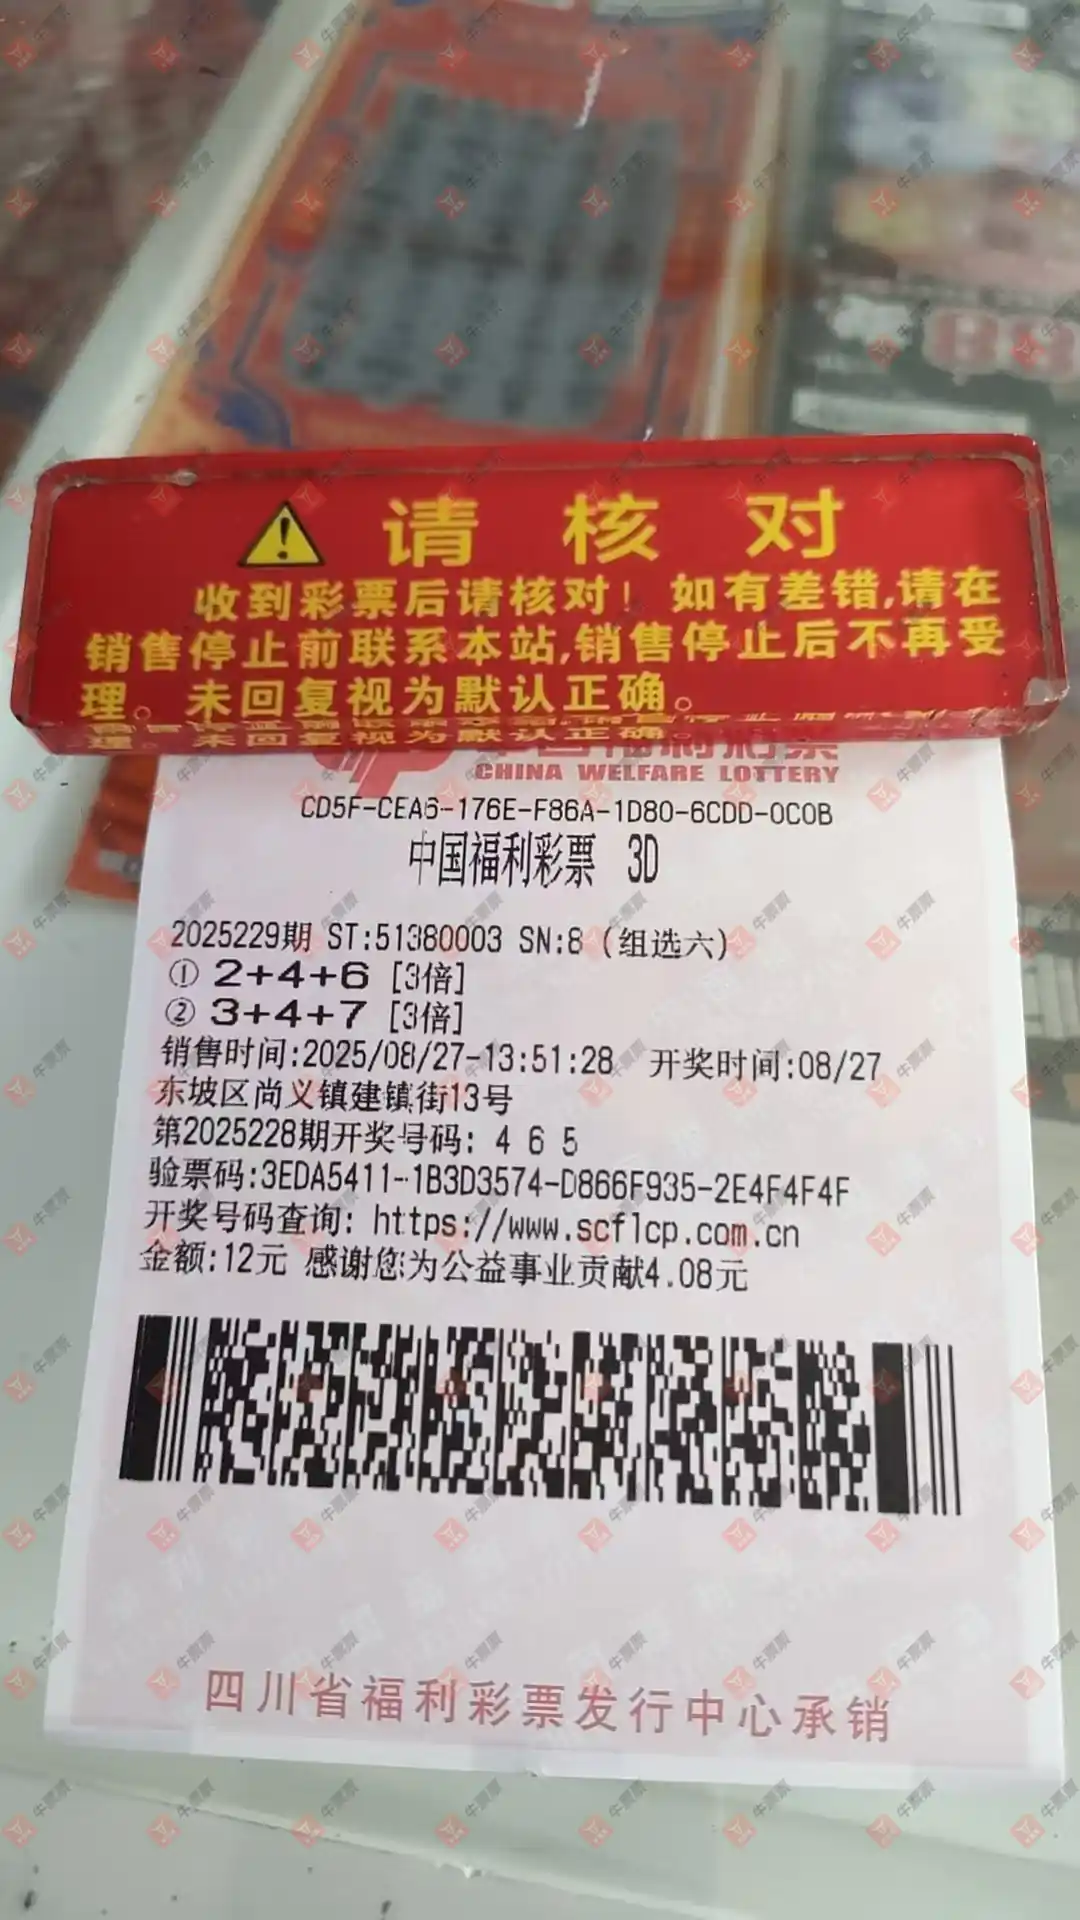 请核对
收到彩票后请核对！如有差错,请在
销售停止前联系本站,销售停止后不再受
理。未回复视为默认正确。
CHINA WELFARE LOTTERY
CD5F-CEA6-176E-F86A-1D80-6CDD-0C0B
中国福利彩票 3D
2025229期 ST:51380003 SN:8 (组选六)
① 2+4+6 [3倍]
② 3+4+7 [3倍]
销售时间:2025/08/27-13:51:28 开奖时间:08/27
东坡区尚义镇建镇街13号
第2025228期开奖号码: 4 6 5
验票码:3EDA5411-1B3D3574-D866F935-2E4F4F4F
开奖号码查询: https://www.scflcp.com.cn
金额:12元 感谢您为公益事业贡献4.08元
四川省福利彩票发行中心承销
牛票票